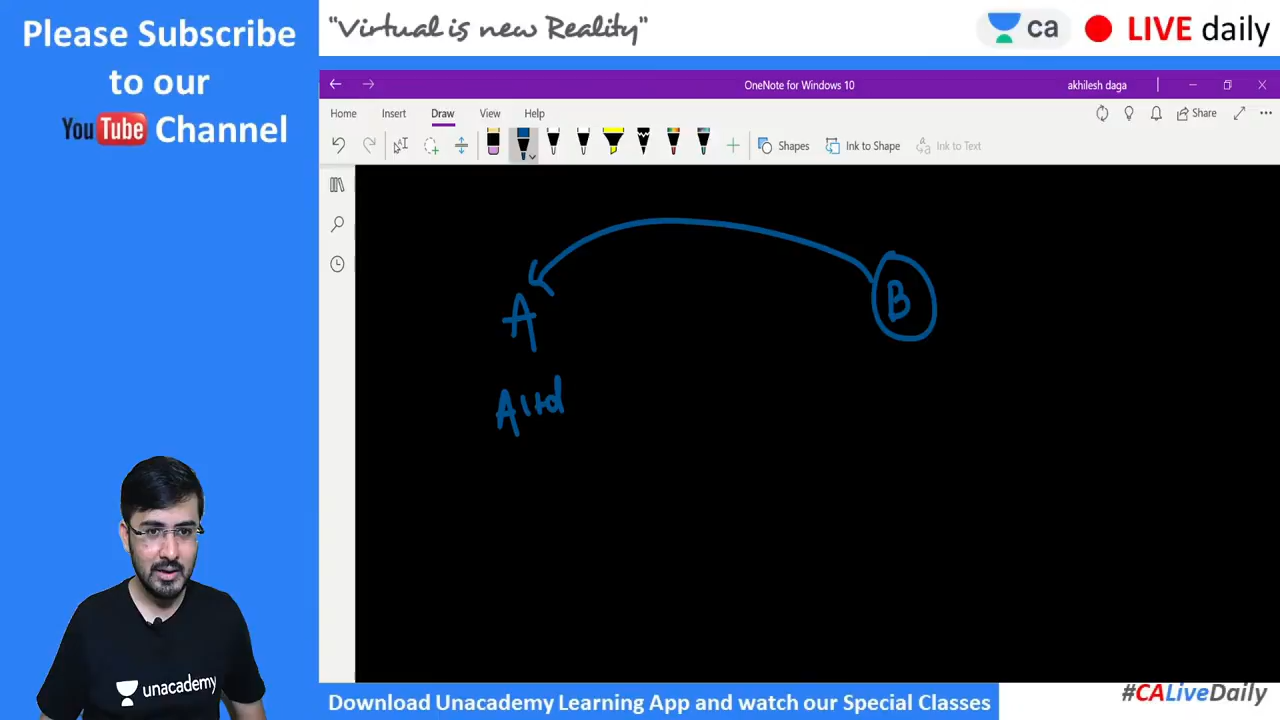 Please Subscribe
to our
YouTube Channel
"Virtual is new Reality"
ca
LIVE daily
OneNote for Windows 10
akhilesh daga
Home
Insert
Draw
View
Help
Share
Shapes
Ink to Shape
Ink to Text
A
B
A ltd
unacademy
Download Unacademy Learning App and watch our Special Classes
#CALiveDaily